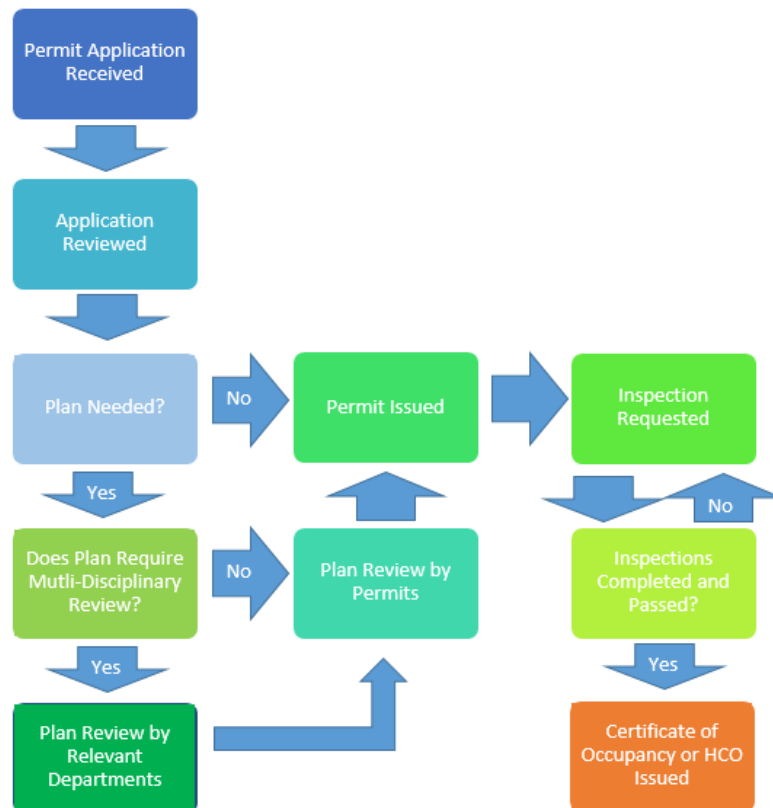 Permit Application
Received
Application
Reviewed
Plan Needed?
No
Permit Issued
Inspection
Requested
Yes
No
Does Plan Require
Mutli-Disciplinary
Review?
No
Plan Review by
Permits
Inspections
Completed and
Passed?
Yes
Yes
Plan Review by
Relevant
Departments
Certificate of
Occupancy or HCO
Issued